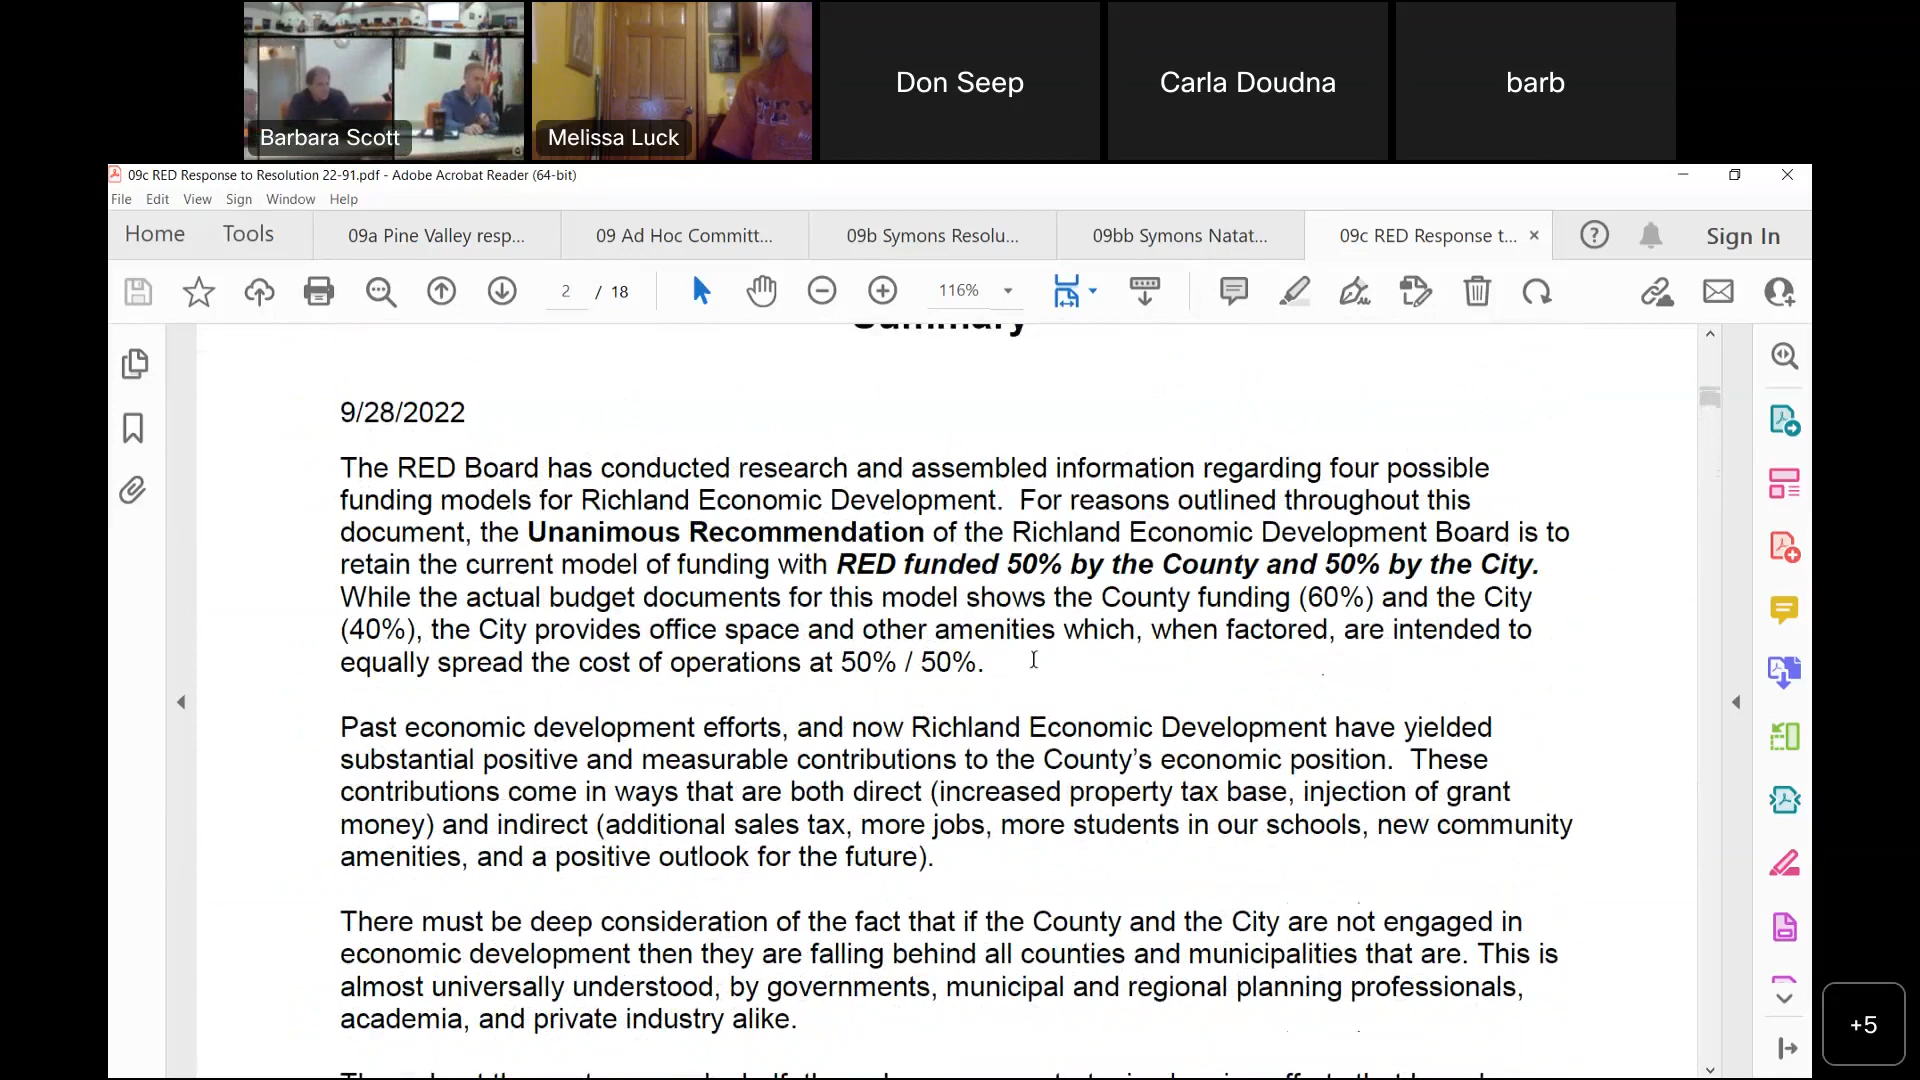 Don Seep
Carla Doudna
barb
Barbara Scott
Melissa Luck
09c RED Response to Resolution 22-91.pdf - Adobe Acrobat Reader (64-bit)
File Edit View Sign Window Help
Home Tools 09a Pine Valley resp... 09 Ad Hoc Committ... 09b Symons Resolu... 09bb Symons Natat... 09c RED Response t... × Sign In
2 / 18 116%
Summary
9/28/2022
The RED Board has conducted research and assembled information regarding four possible
funding models for Richland Economic Development. For reasons outlined throughout this
document, the Unanimous Recommendation of the Richland Economic Development Board is to
retain the current model of funding with RED funded 50% by the County and 50% by the City.
While the actual budget documents for this model shows the County funding (60%) and the City
(40%), the City provides office space and other amenities which, when factored, are intended to
equally spread the cost of operations at 50% / 50%.
Past economic development efforts, and now Richland Economic Development have yielded
substantial positive and measurable contributions to the County’s economic position. These
contributions come in ways that are both direct (increased property tax base, injection of grant
money) and indirect (additional sales tax, more jobs, more students in our schools, new community
amenities, and a positive outlook for the future).
There must be deep consideration of the fact that if the County and the City are not engaged in
economic development then they are falling behind all counties and municipalities that are. This is
almost universally understood, by governments, municipal and regional planning professionals,
academia, and private industry alike.
+5